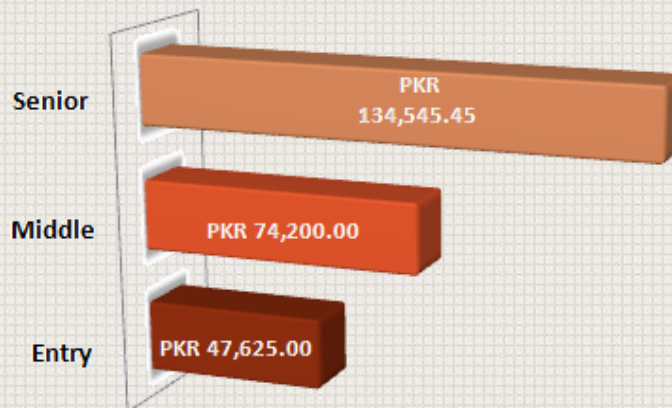 Senior
PKR
134,545.45
Middle
PKR 74,200.00
Entry
PKR 47,625.00